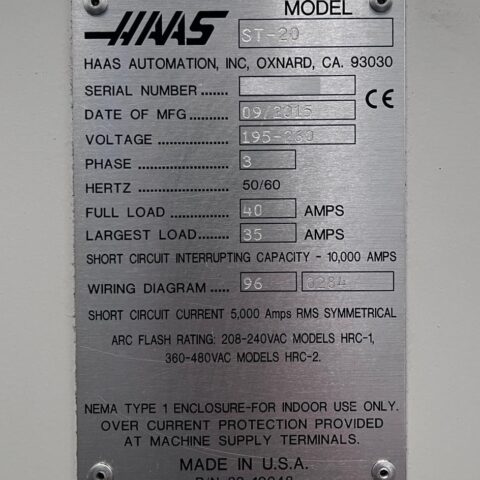 HAAS
MODEL
ST-20
HAAS AUTOMATION, INC, OXNARD, CA. 93030
SERIAL NUMBER ......
DATE OF MFG ........... 09/2015
CE
VOLTAGE ................. 195-260
PHASE ..................... 3
HERTZ ..................... 50/60
FULL LOAD ............... 40 AMPS
LARGEST LOAD........ 35 AMPS
SHORT CIRCUIT INTERRUPTING CAPACITY - 10,000 AMPS
WIRING DIAGRAM ..... 96 0284
SHORT CIRCUIT CURRENT 5,000 Amps RMS SYMMETRICAL
ARC FLASH RATING: 208-240VAC MODELS HRC-1,
360-480VAC MODELS HRC-2.
NEMA TYPE 1 ENCLOSURE-FOR INDOOR USE ONLY.
OVER CURRENT PROTECTION PROVIDED
AT MACHINE SUPPLY TERMINALS.
MADE IN U.S.A.